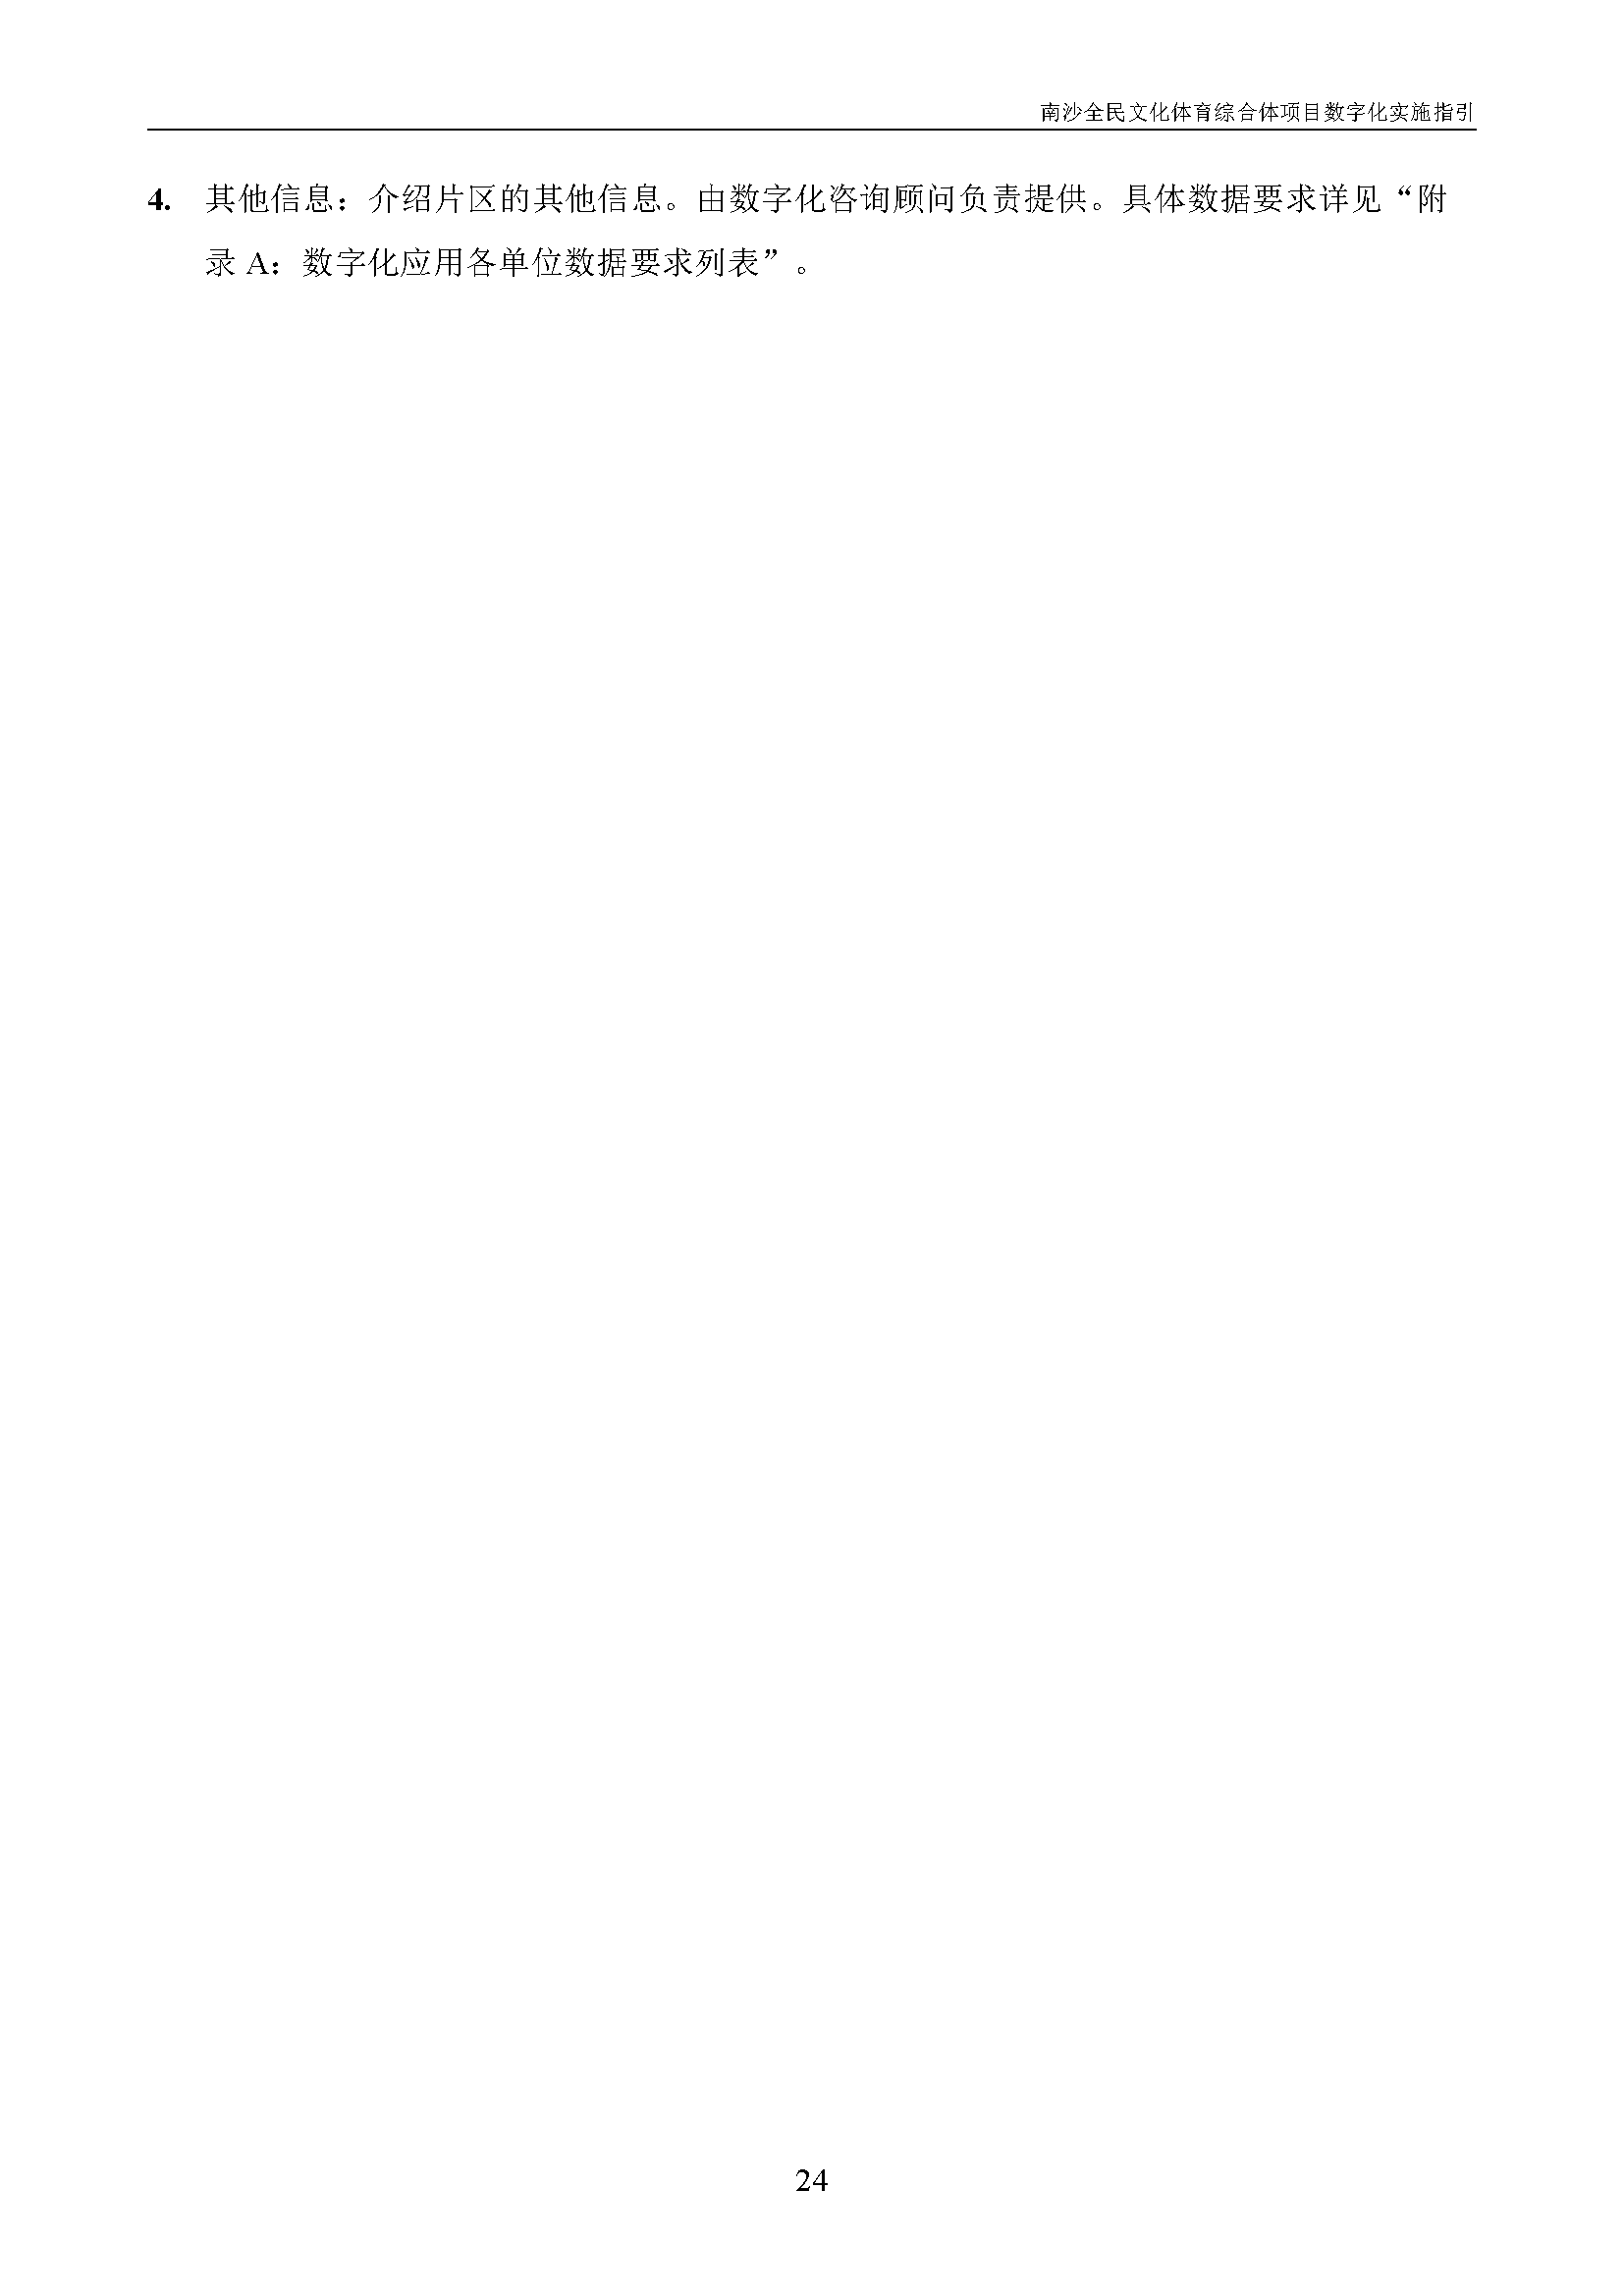 南沙全民文化体育综合体项目数字化实施指引
4. 其他信息：介绍片区的其他信息。由数字化咨询顾问负责提供。具体数据要求详见“附
录 A：数字化应用各单位数据要求列表”。
24